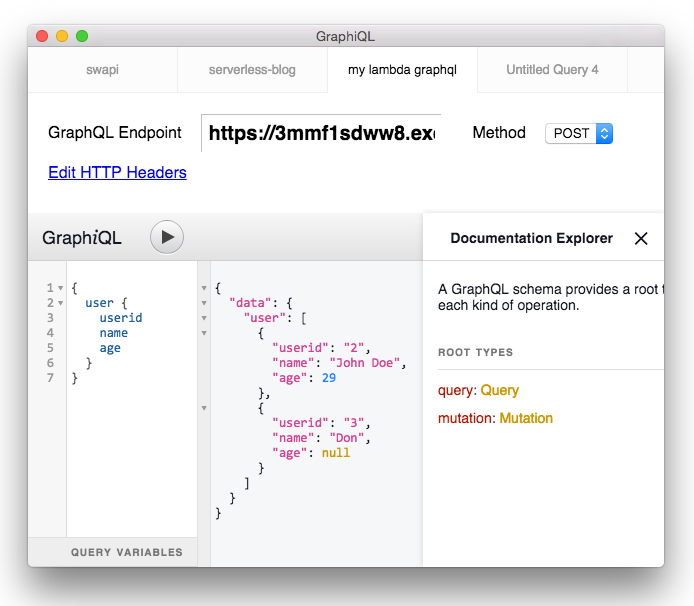 GraphiQL
swapi
serverless-blog
my lambda graphql
Untitled Query 4
GraphQL Endpoint
https://3mmf1sdww8.ex
Method
POST
Edit HTTP Headers
GraphiQL
Documentation Explorer
1 {
2 user {
3 userid
4 name
5 age
6 }
7 }
{
"data": {
"user": [
{
"userid": "2",
"name": "John Doe",
"age": 29
},
{
"userid": "3",
"name": "Don",
"age": null
}
]
}
}
QUERY VARIABLES
A GraphQL schema provides a root
each kind of operation.
ROOT TYPES
query: Query
mutation: Mutation